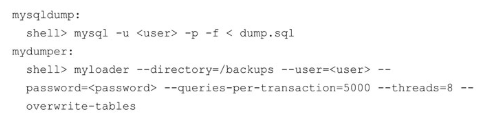 mysqldump:
shell> mysql -u <user> -p -f < dump.sql
mydumper:
shell> myloader --directory=/backups --user=<user> --
password=<password> --queries-per-transaction=5000 --threads=8 --
overwrite-tables